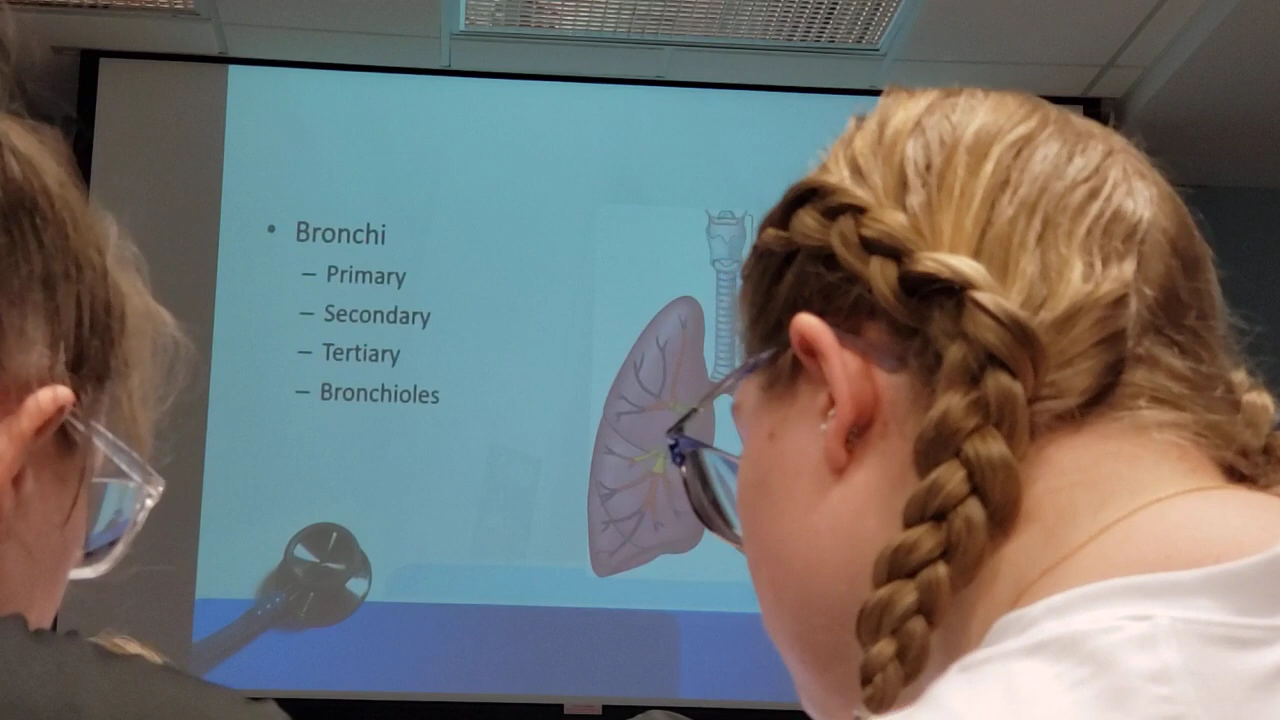 • Bronchi
– Primary
– Secondary
– Tertiary
– Bronchioles